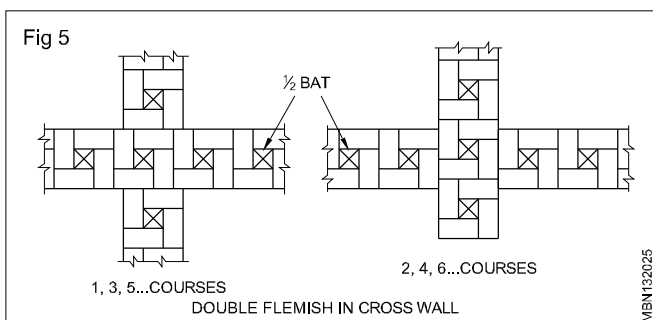 Fig 5
½ BAT
1, 3, 5...COURSES
2, 4, 6...COURSES
DOUBLE FLEMISH IN CROSS WALL
MBN132025